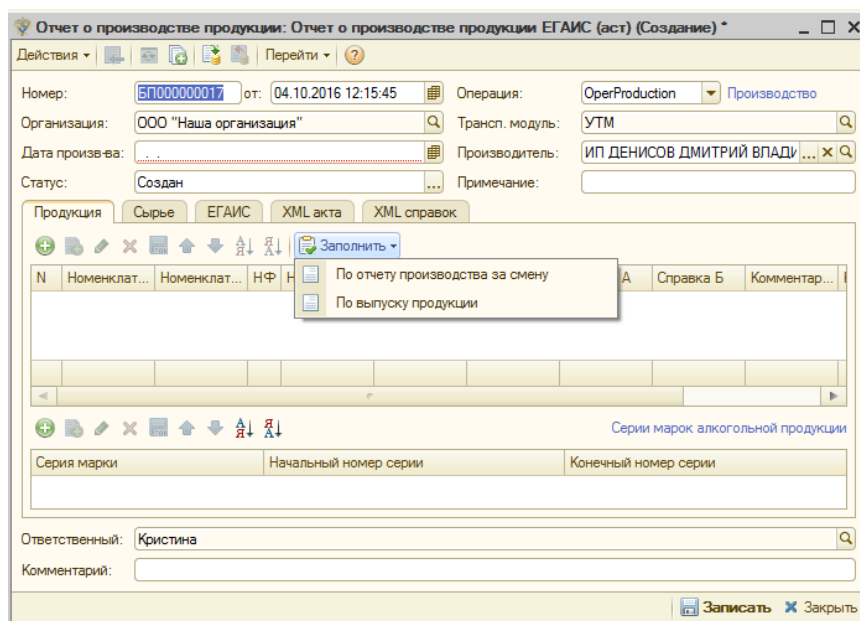 Отчет о производстве продукции: Отчет о производстве продукции ЕГАИС (аст) (Создание) *
Действия Перейти
Номер: БП000000017 от: 04.10.2016 12:15:45 Операция: OperProduction Производство
Организация: ООО "Наша организация" Трансп. модуль: УТМ
Дата произв-ва: . . Производитель: ИП ДЕНИСОВ ДМИТРИЙ ВЛАДИ ...
Статус: Создан ... Примечание:
Продукция Сырье ЕГАИС XML акта XML справок
Заполнить
N Номенклат... Номенклат... НФ А Справка Б Комментар...
По отчету производства за смену
По выпуску продукции
Серии марок алкогольной продукции
Серия марки Начальный номер серии Конечный номер серии
Ответственный: Кристина
Комментарий:
Записать Закрыть